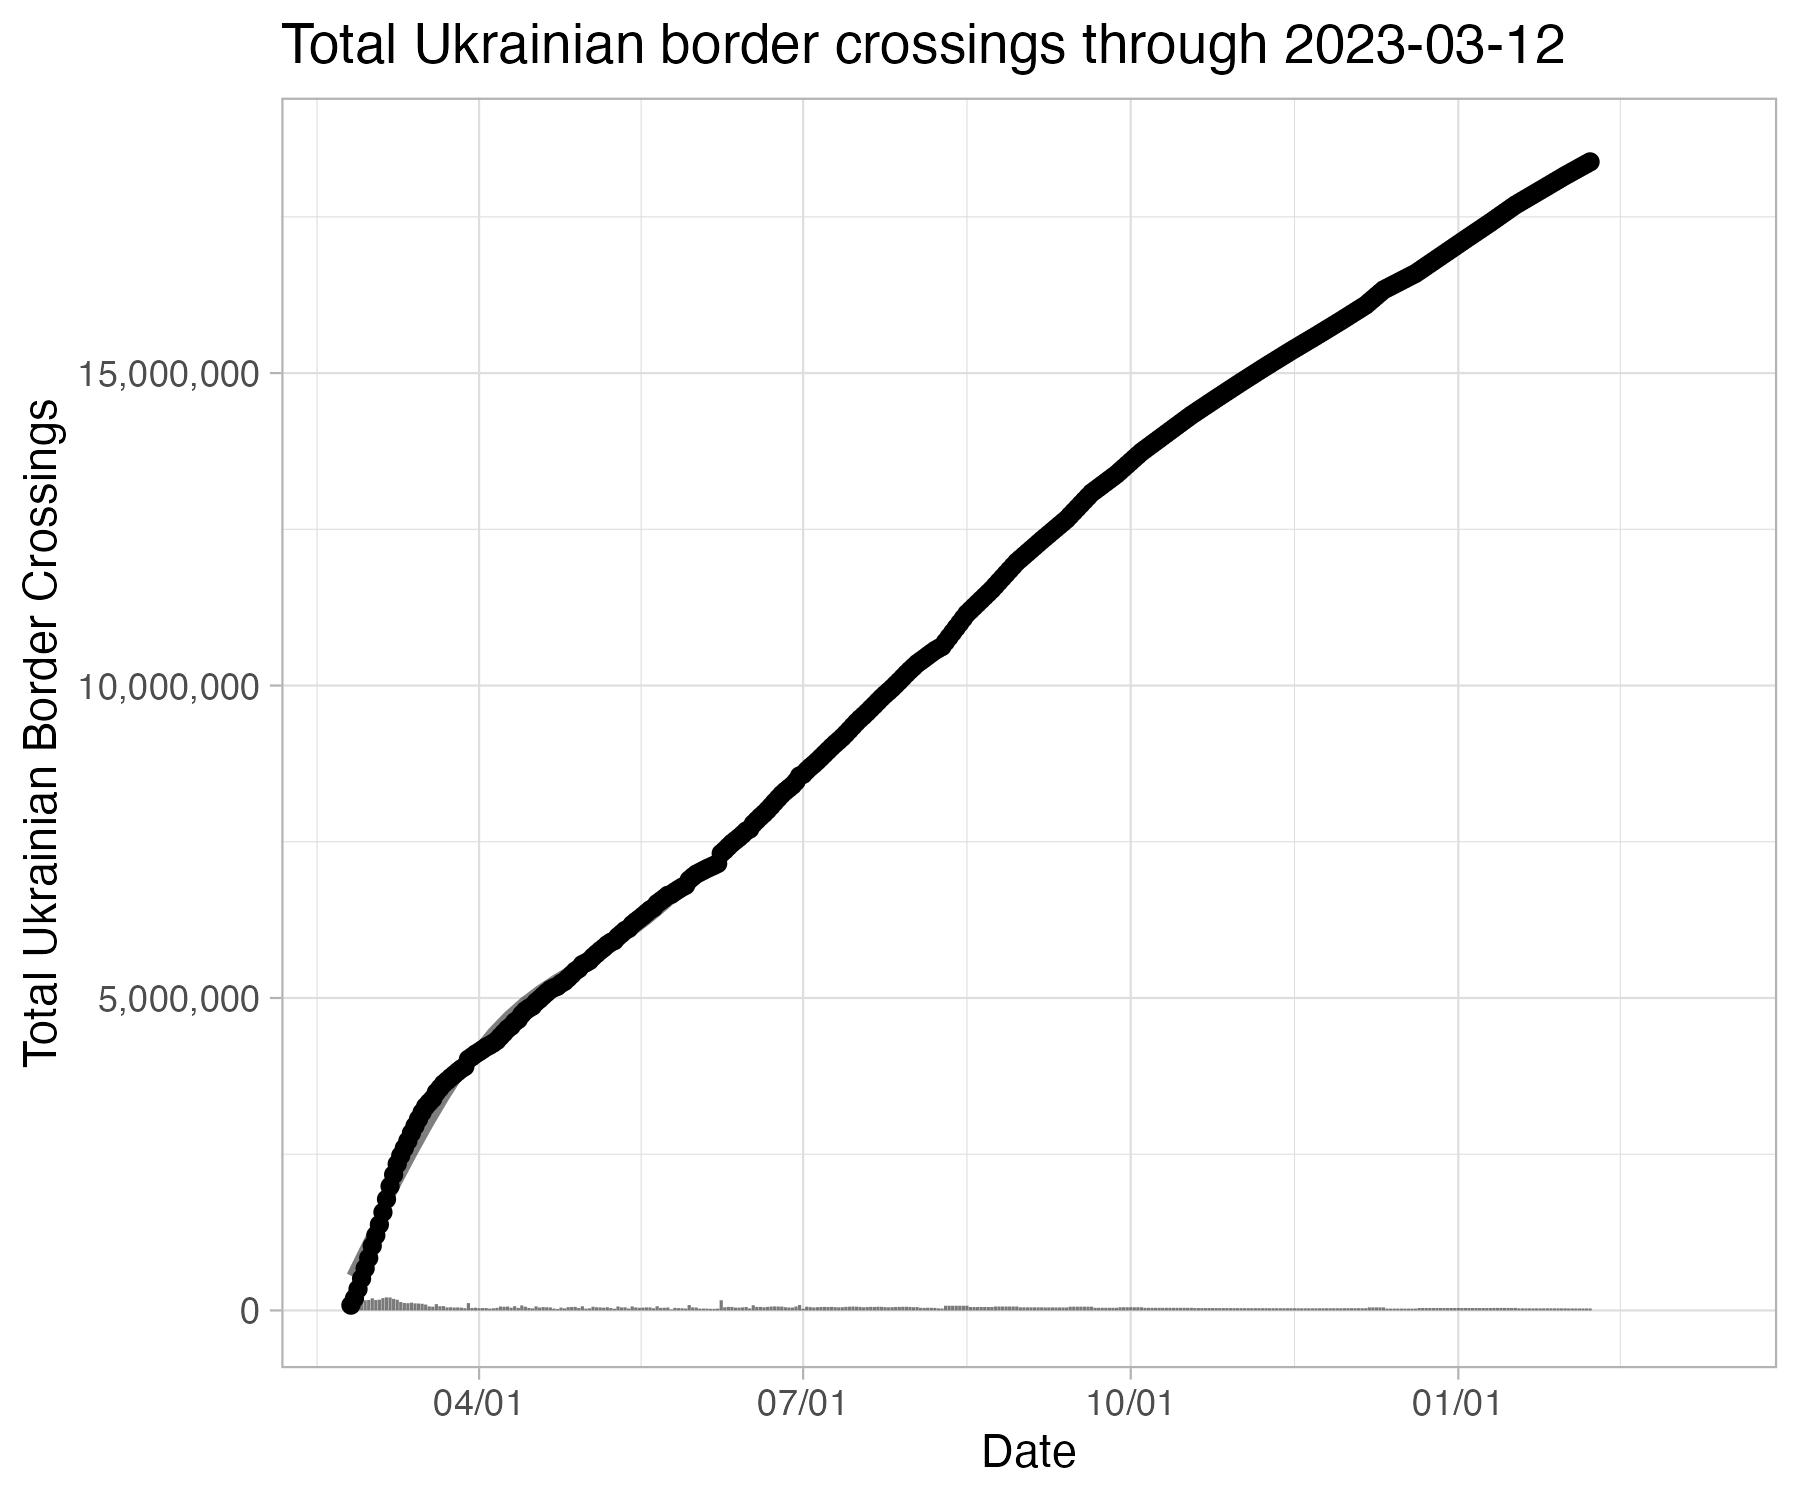 Total Ukrainian border crossings through 2023-03-12
Total Ukrainian Border Crossings
15,000,000
10,000,000
5,000,000
0
04/01
07/01
10/01
01/01
Date